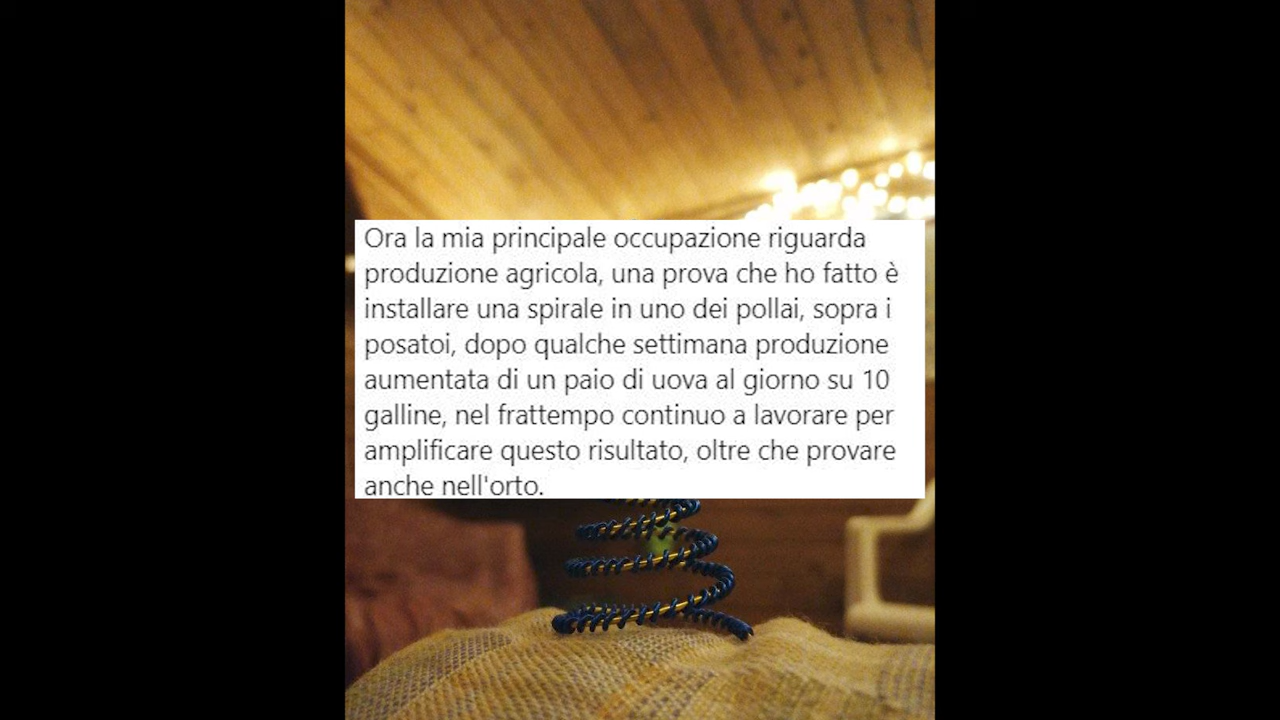 Ora la mia principale occupazione riguarda
produzione agricola, una prova che ho fatto è
installare una spirale in uno dei pollai, sopra i
posatoi, dopo qualche settimana produzione
aumentata di un paio di uova al giorno su 10
galline, nel frattempo continuo a lavorare per
amplificare questo risultato, oltre che provare
anche nell'orto.